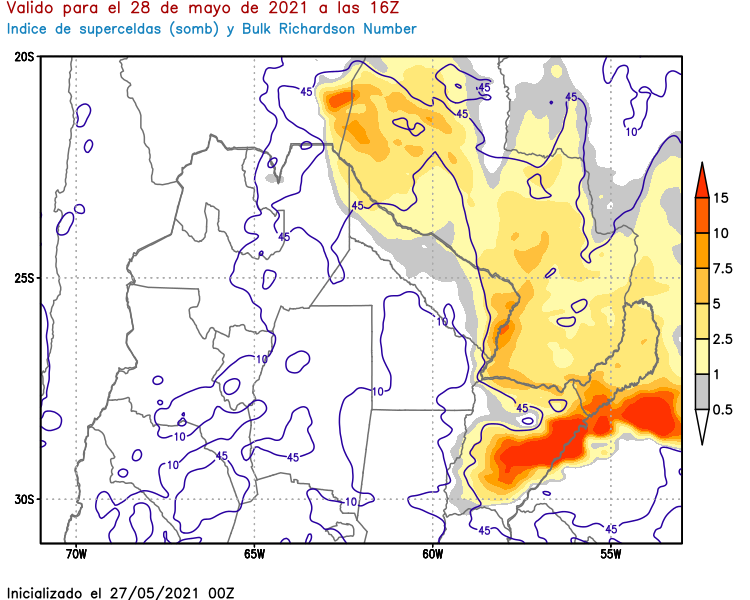 Valido para el 28 de mayo de 2021 a las 16Z
Indice de superceldas (somb) y Bulk Richardson Number
20S
45
45
45
45
10
15
10
45
7.5
45
25S
5
10
2.5
10
1
10
45
0.5
10
10
45
45
30S
10
45
45
70W
65W
60W
55W
Inicializado el 27/05/2021 00Z